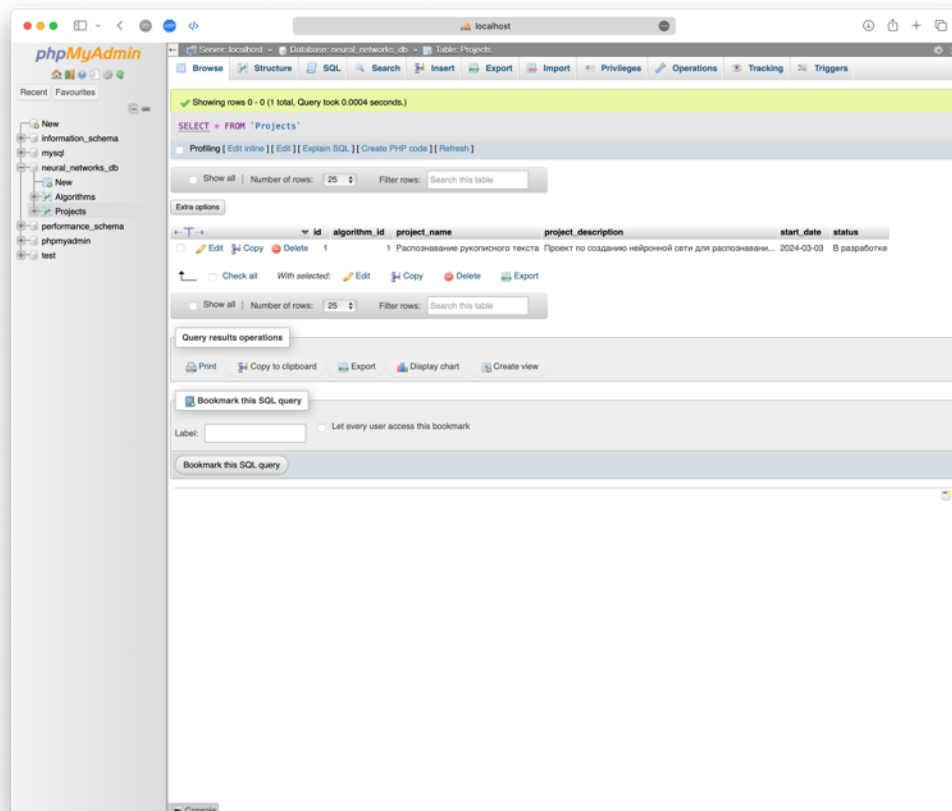 localhost
phpMyAdmin
Recent Favourites
New
information_schema
mysql
neural_networks_db
New
Algorithms
Projects
performance_schema
phpmyadmin
test
Server: localhost » Database: neural_networks_db » Table: Projects
Browse Structure SQL Search Insert Export Import Privileges Operations Tracking Triggers
Showing rows 0 - 0 (1 total, Query took 0.0004 seconds.)
SELECT * FROM `Projects`
Profiling [ Edit inline ] [ Edit ] [ Explain SQL ] [ Create PHP code ] [ Refresh ]
Show all | Number of rows: 25 Filter rows: Search this table
Extra options
←T→ id algorithm_id project_name project_description start_date status
Edit Copy Delete 1 1 Распознавание рукописного текста Проект по созданию нейронной сети для распознавани... 2024-03-03 В разработке
Check all With selected: Edit Copy Delete Export
Show all | Number of rows: 25 Filter rows: Search this table
Query results operations
Print Copy to clipboard Export Display chart Create view
Bookmark this SQL query
Label: Let every user access this bookmark
Bookmark this SQL query
Console